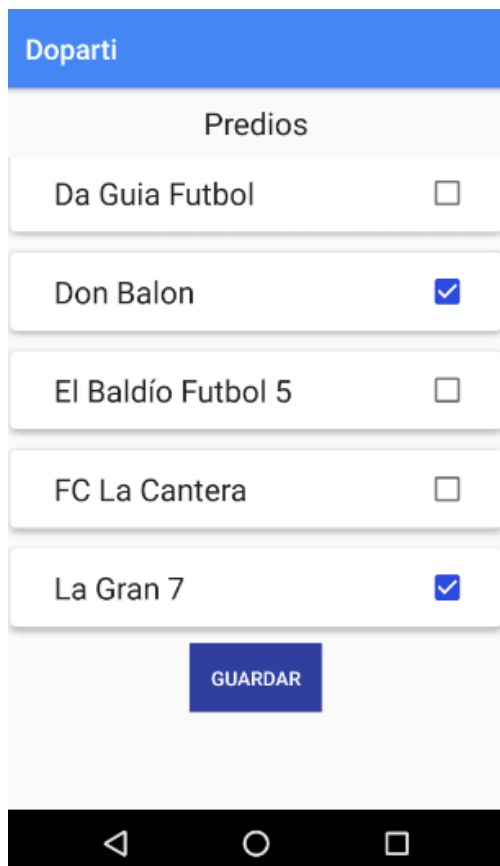 Doparti
Predios
Da Guia Futbol
Don Balon
El Baldío Futbol 5
FC La Cantera
La Gran 7
GUARDAR